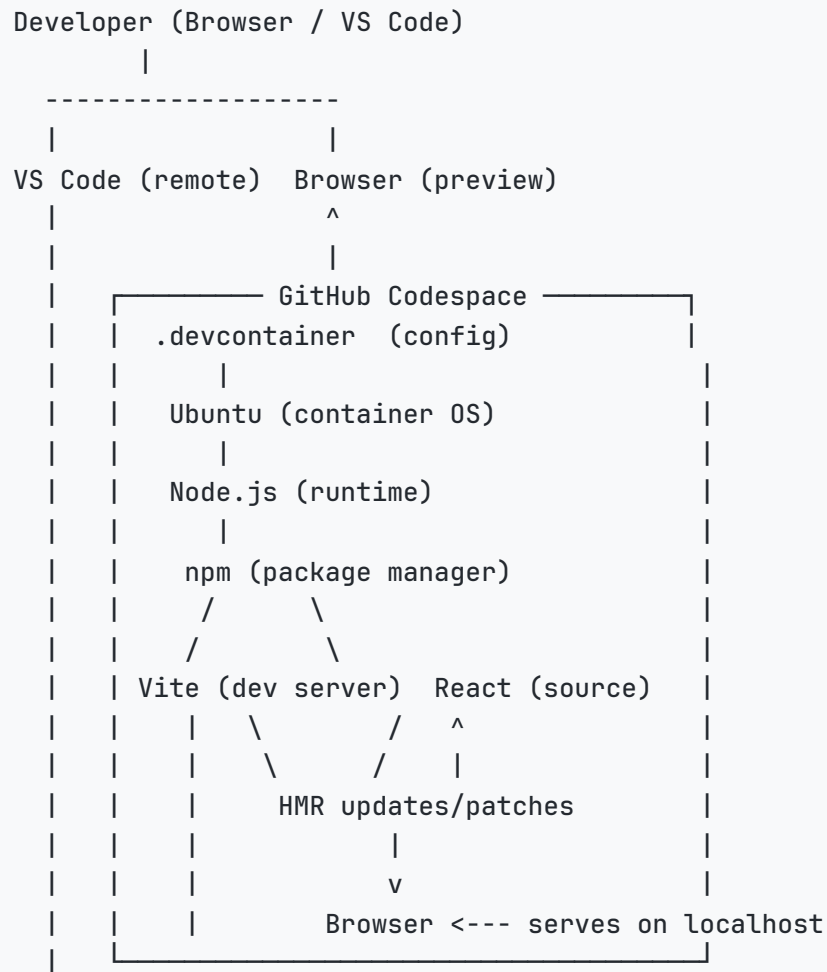 Developer (Browser / VS Code)
        |
  -------------------
  |                 |
VS Code (remote)  Browser (preview)
  |                 ^
  |                 |
  |   ┌───────── GitHub Codespace ─────────┐
  |   |  .devcontainer  (config)           |
  |   |      |                              |
  |   |   Ubuntu (container OS)             |
  |   |      |                              |
  |   |   Node.js (runtime)                 |
  |   |      |                              |
  |   |    npm (package manager)            |
  |   |     /      \                        |
  |   |    /        \                       |
  |   | Vite (dev server)  React (source)   |
  |   |    |   \        /   ^               |
  |   |    |    \      /    |               |
  |   |    |     HMR updates/patches        |
  |   |    |            |                   |
  |   |    |            v                   |
  |   |    |        Browser <--- serves on localhost
  |   └─────────────────────────────────────┘